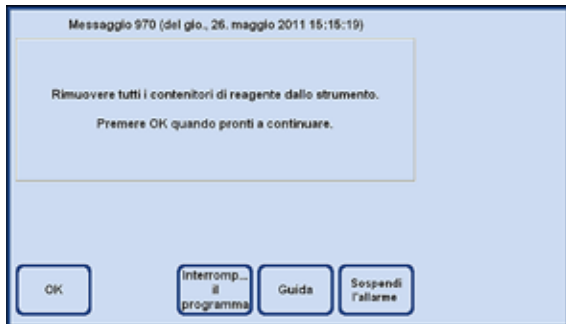 Messaggio 970 (del gio., 26. maggio 2011 15:15:19)
Rimuovere tutti i contenitori di reagente dallo strumento.
Premere OK quando pronti a continuare.
OK
Interromp...
il
programma
Guida
Sospendi
l'allarme